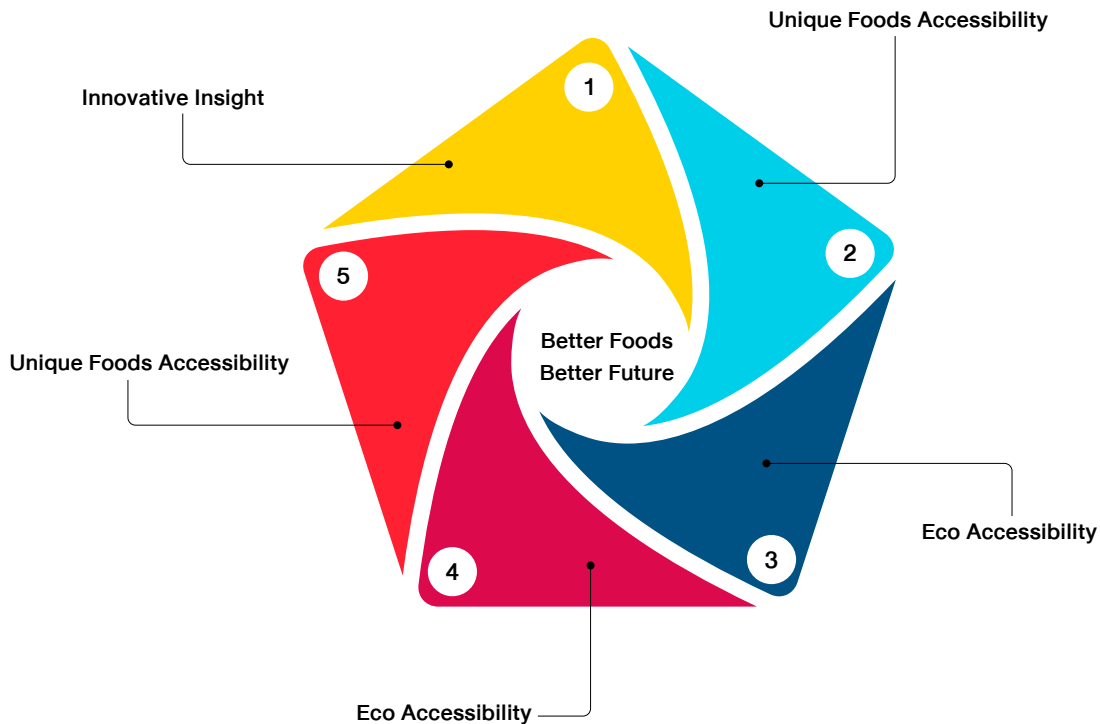 Unique Foods Accessibility
1
Innovative Insight
2
5
Better Foods
Better Future
Unique Foods Accessibility
Eco Accessibility
3
4
Eco Accessibility